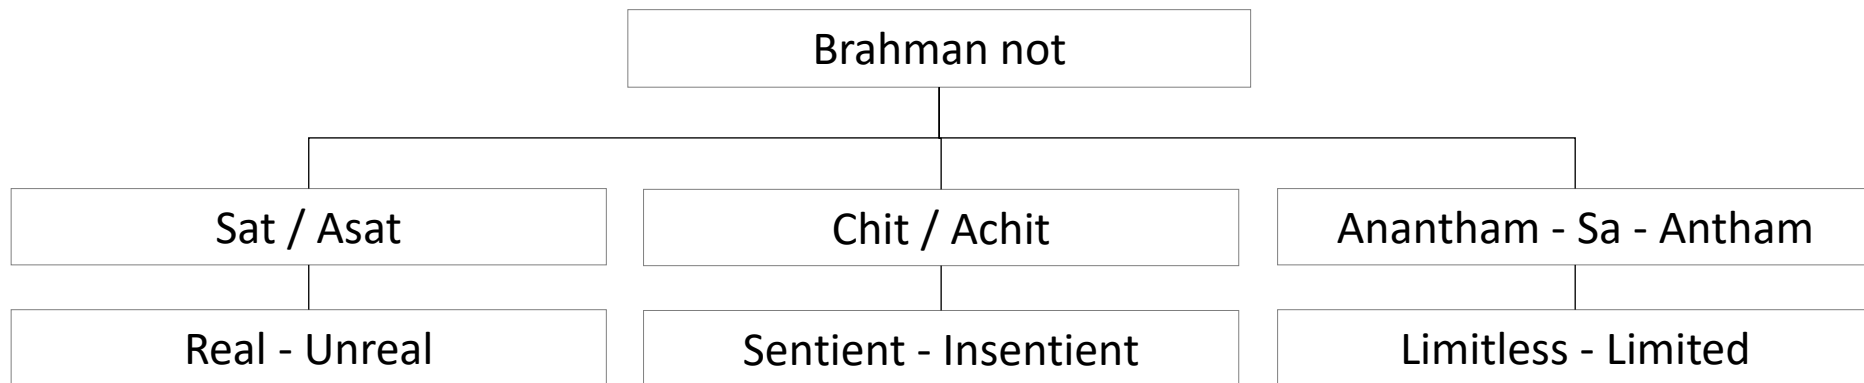 Brahman not
Sat / Asat
Chit / Achit
Anantham - Sa - Antham
Real - Unreal
Sentient - Insentient
Limitless - Limited